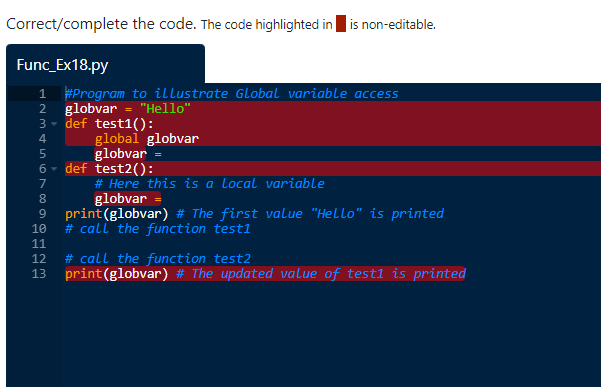 Correct/complete the code. The code highlighted in is non-editable.
Func_Ex18.py
1 #Program to illustrate Global variable access
2 globvar = "Hello"
3 def test1():
4 global globvar
5 globvar =
6 def test2():
7 # Here this is a local variable
8 globvar =
9 print(globvar) # The first value "Hello" is printed
10 # call the function test1
11
12 # call the function test2
13 print(globvar) # The updated value of test1 is printed